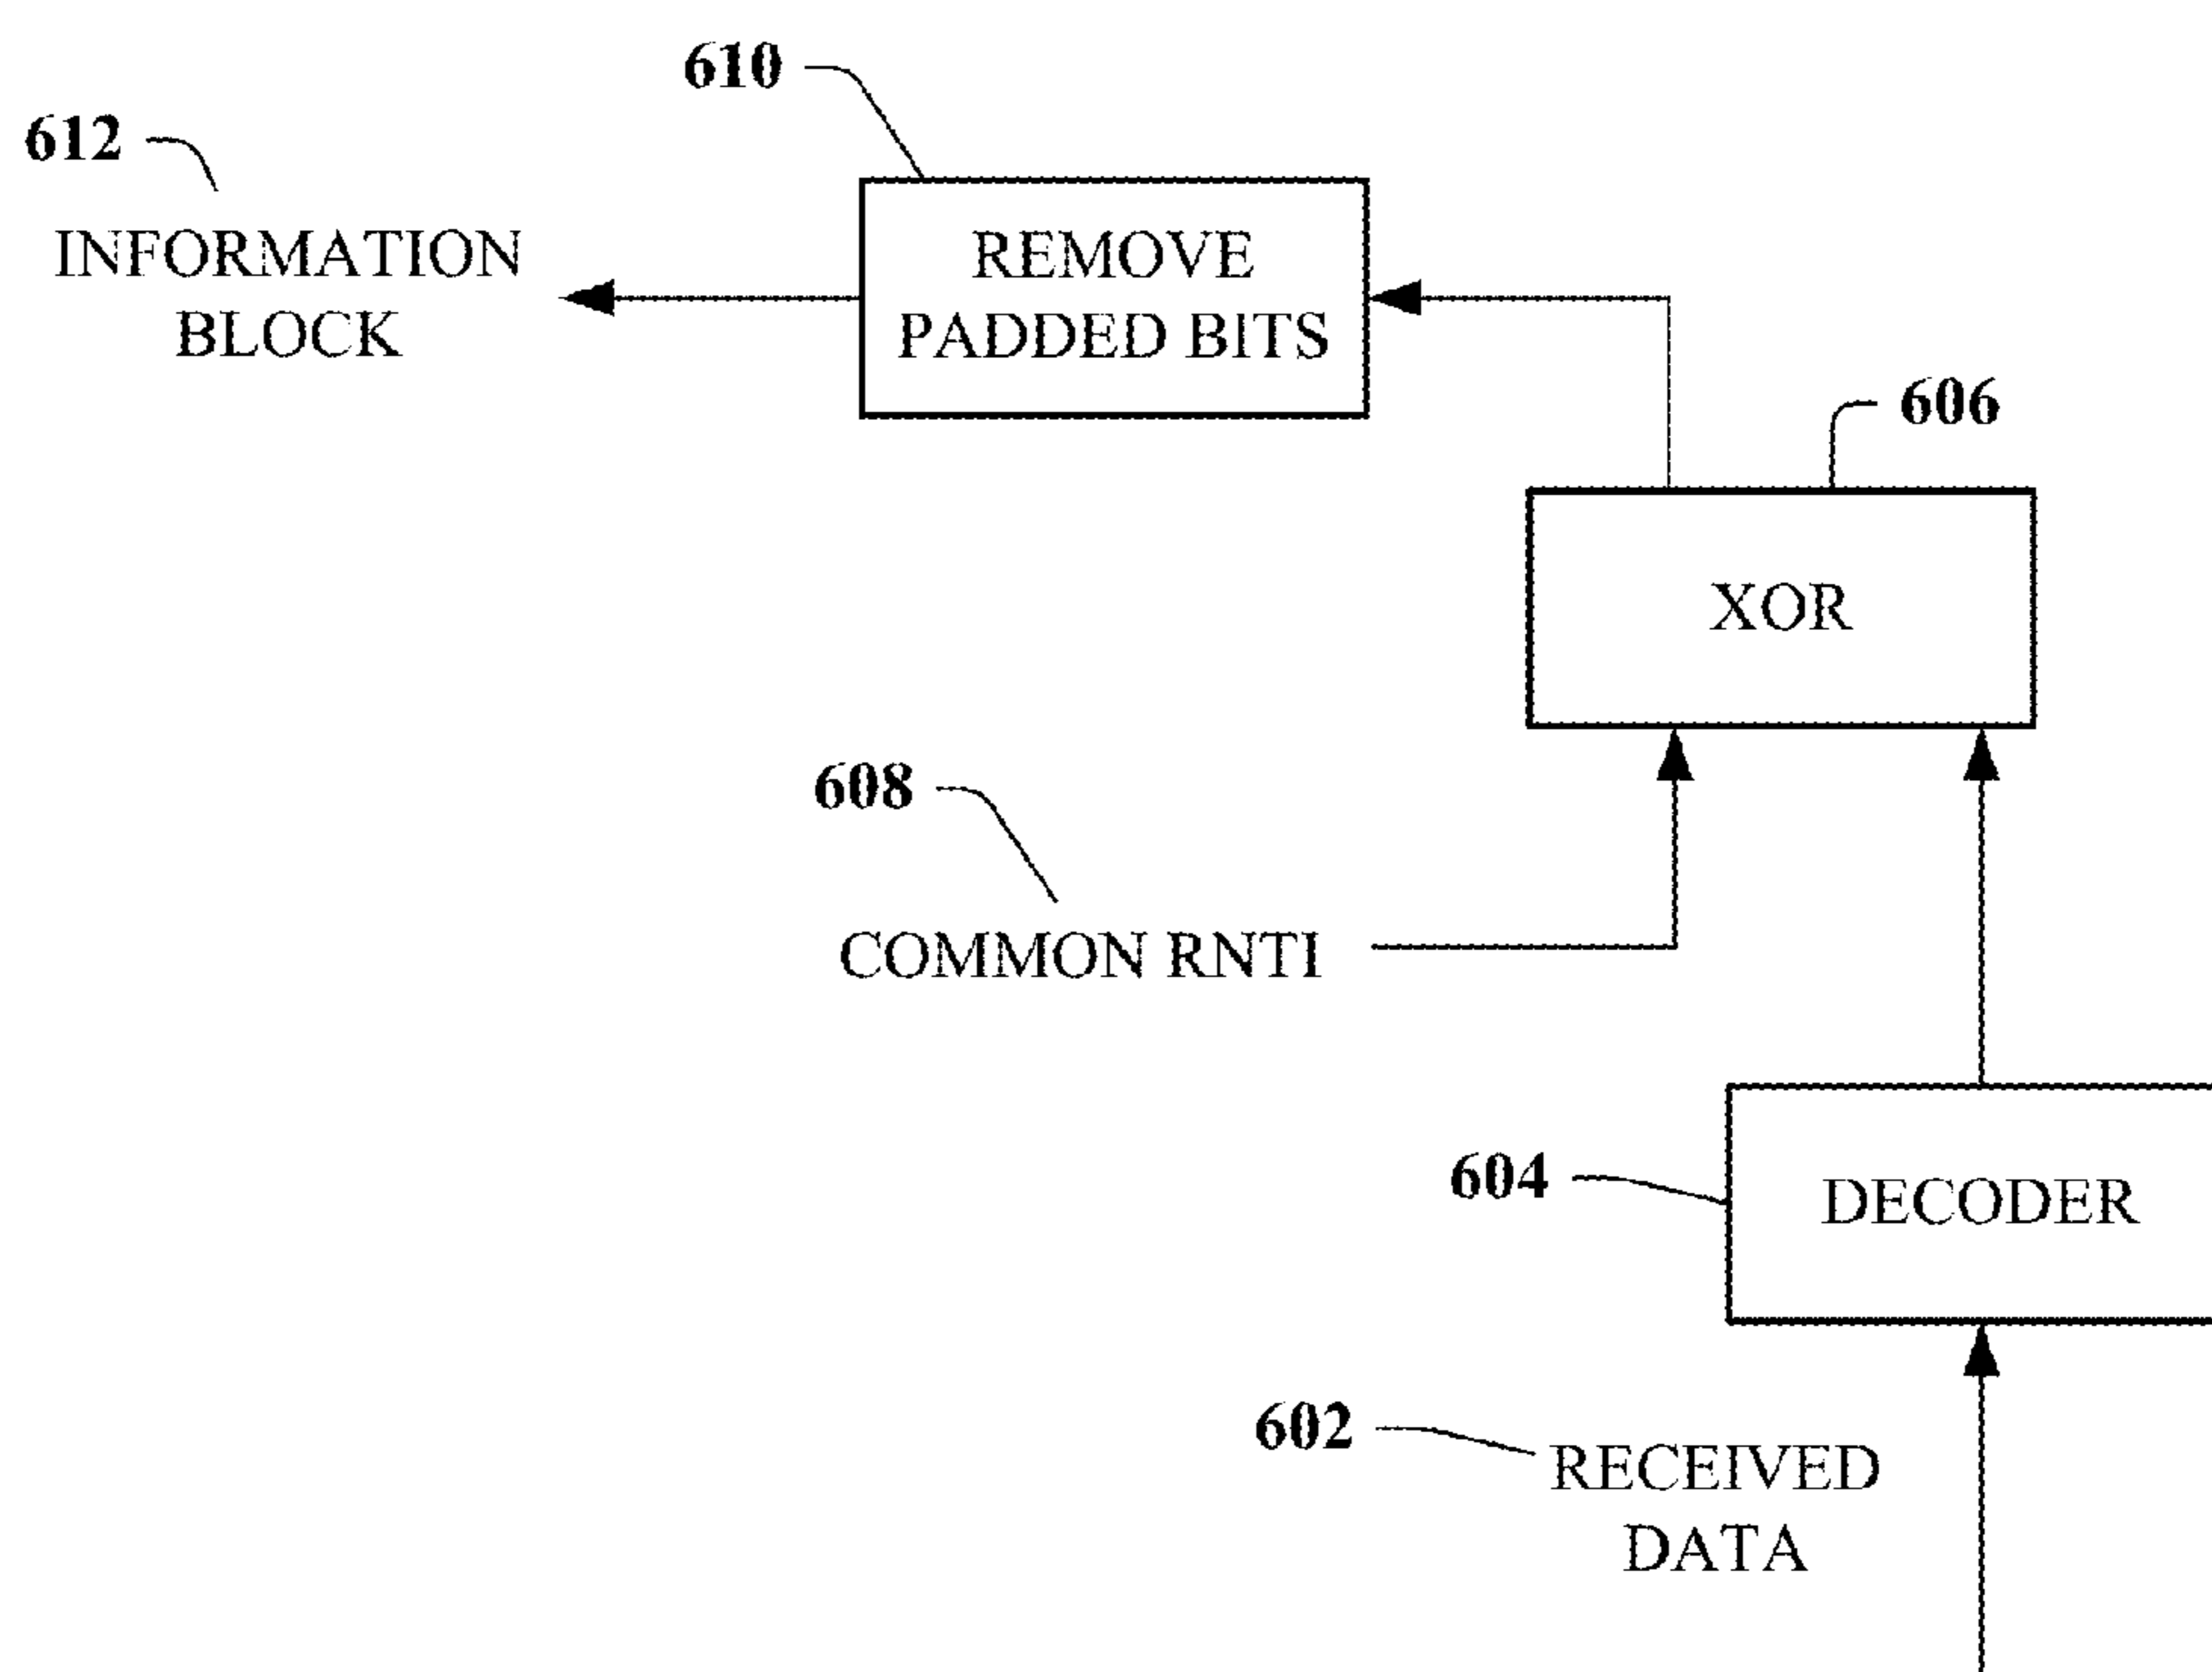 610
612
INFORMATION
BLOCK
REMOVE
PADDED BITS
606
XOR
608
COMMON RNTI
604
DECODER
602
RECEIVED
DATA